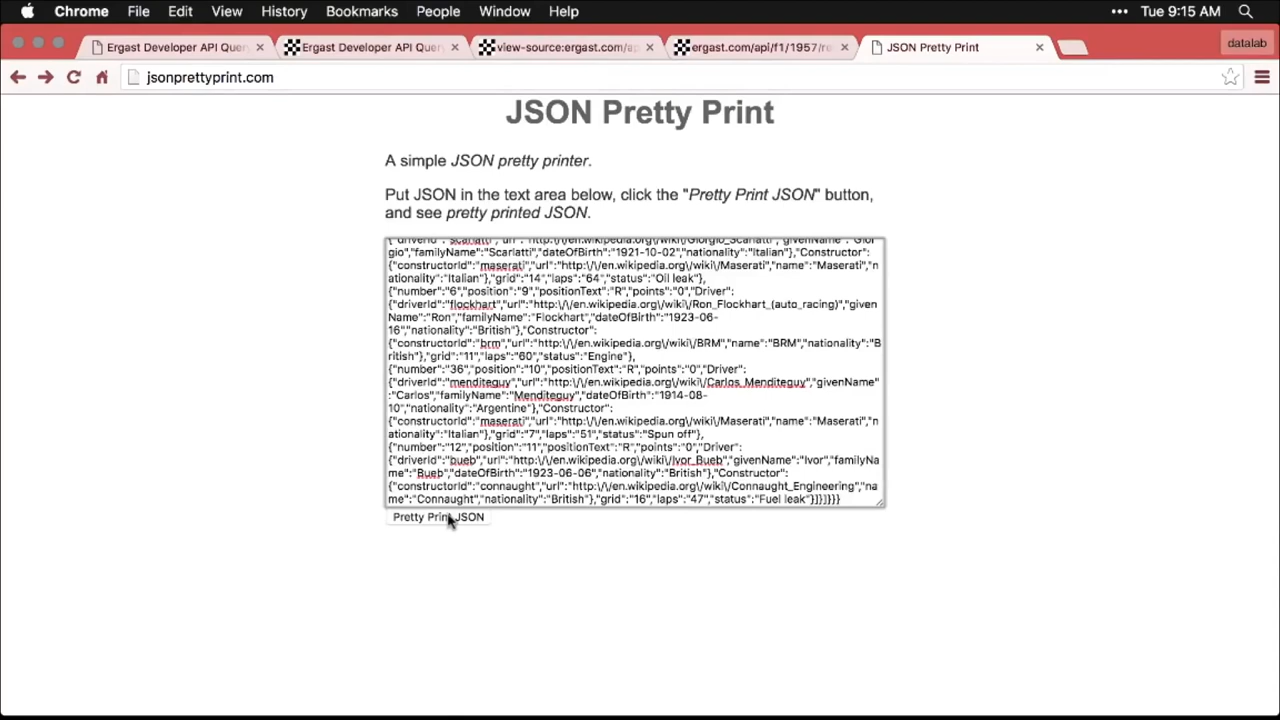 Chrome File Edit View History Bookmarks People Window Help ••• Tue 9:15 AM
Ergast Developer API Quer Ergast Developer API Quer view-source:ergast.com/ap ergast.com/api/f1/1957/re JSON Pretty Print datalab
jsonprettyprint.com
JSON Pretty Print
A simple JSON pretty printer.
Put JSON in the text area below, click the "Pretty Print JSON" button,
and see pretty printed JSON.
{"driverId":"scarlatti","url":"http:\/\/en.wikipedia.org\/wiki\/Giorgio_Scarlatti","givenName":"Gior
gio","familyName":"Scarlatti","dateOfBirth":"1921-10-02","nationality":"Italian"},"Constructor":
{"constructorId":"maserati","url":"http:\/\/en.wikipedia.org\/wiki\/Maserati","name":"Maserati","n
ationality":"Italian"},"grid":"14","laps":"64","status":"Oil leak"},
{"number":"6","position":"9","positionText":"R","points":"0","Driver":
{"driverId":"flockhart","url":"http:\/\/en.wikipedia.org\/wiki\/Ron_Flockhart_(auto_racing)","given
Name":"Ron","familyName":"Flockhart","dateOfBirth":"1923-06-
16","nationality":"British"},"Constructor":
{"constructorId":"brm","url":"http:\/\/en.wikipedia.org\/wiki\/BRM","name":"BRM","nationality":"B
ritish"},"grid":"11","laps":"60","status":"Engine"},
{"number":"36","position":"10","positionText":"R","points":"0","Driver":
{"driverId":"menditeguy","url":"http:\/\/en.wikipedia.org\/wiki\/Carlos_Menditeguy","givenName"
:"Carlos","familyName":"Menditeguy","dateOfBirth":"1914-08-
10","nationality":"Argentine"},"Constructor":
{"constructorId":"maserati","url":"http:\/\/en.wikipedia.org\/wiki\/Maserati","name":"Maserati","n
ationality":"Italian"},"grid":"7","laps":"51","status":"Spun off"},
{"number":"12","position":"11","positionText":"R","points":"0","Driver":
{"driverId":"bueb","url":"http:\/\/en.wikipedia.org\/wiki\/Ivor_Bueb","givenName":"Ivor","familyNa
me":"Bueb","dateOfBirth":"1923-06-06","nationality":"British"},"Constructor":
{"constructorId":"connaught","url":"http:\/\/en.wikipedia.org\/wiki\/Connaught_Engineering","na
me":"Connaught","nationality":"British"},"grid":"16","laps":"47","status":"Fuel leak"}]}]}}}
Pretty Print JSON